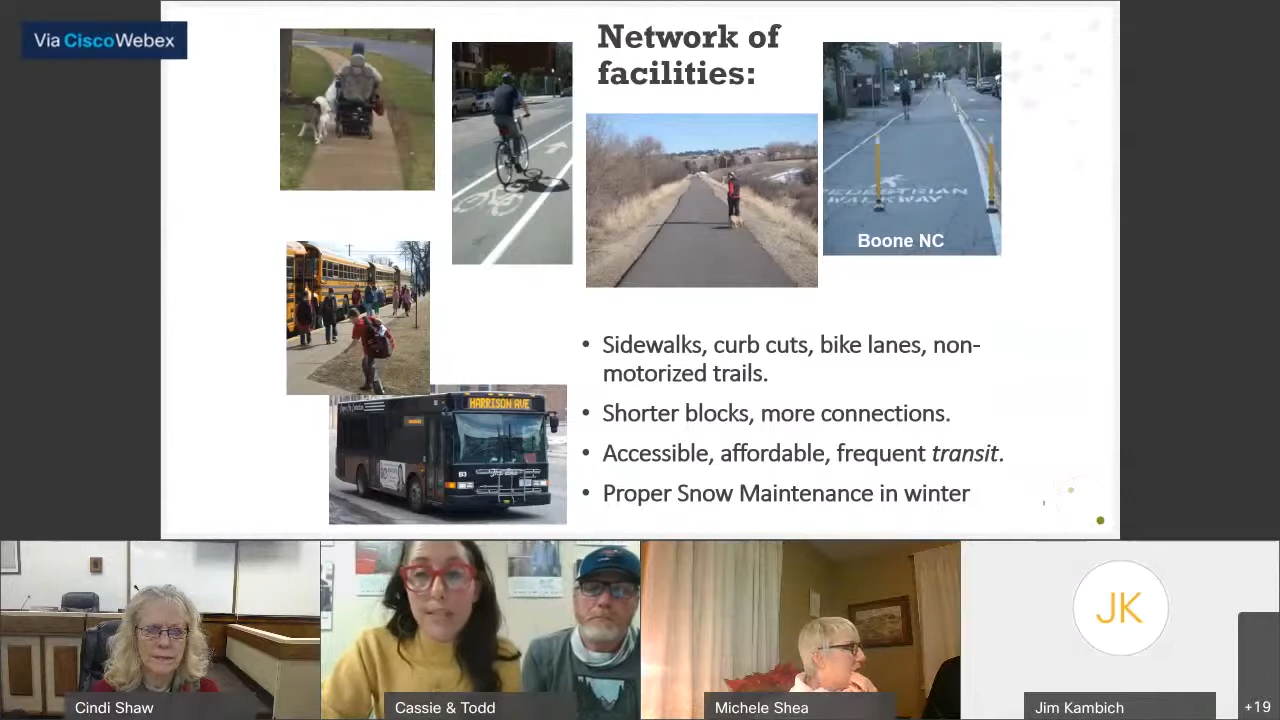 Via Cisco Webex
Network of
facilities:
PEDESTRIAN
WALKWAY
Boone NC
HARRISON AVE
• Sidewalks, curb cuts, bike lanes, non-
motorized trails.
• Shorter blocks, more connections.
• Accessible, affordable, frequent transit.
• Proper Snow Maintenance in winter
JK
Cindi Shaw
Cassie & Todd
Michele Shea
Jim Kambich
+19